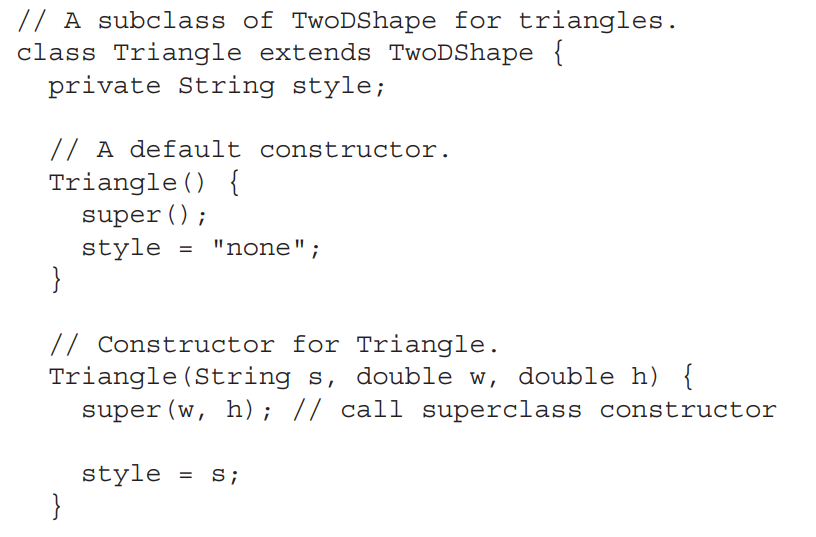 // A subclass of TwoDShape for triangles.
class Triangle extends TwoDShape {
private String style;
// A default constructor.
Triangle() {
super();
style = "none";
}
// Constructor for Triangle.
Triangle(String s, double w, double h) {
super(w, h); // call superclass constructor
style = s;
}